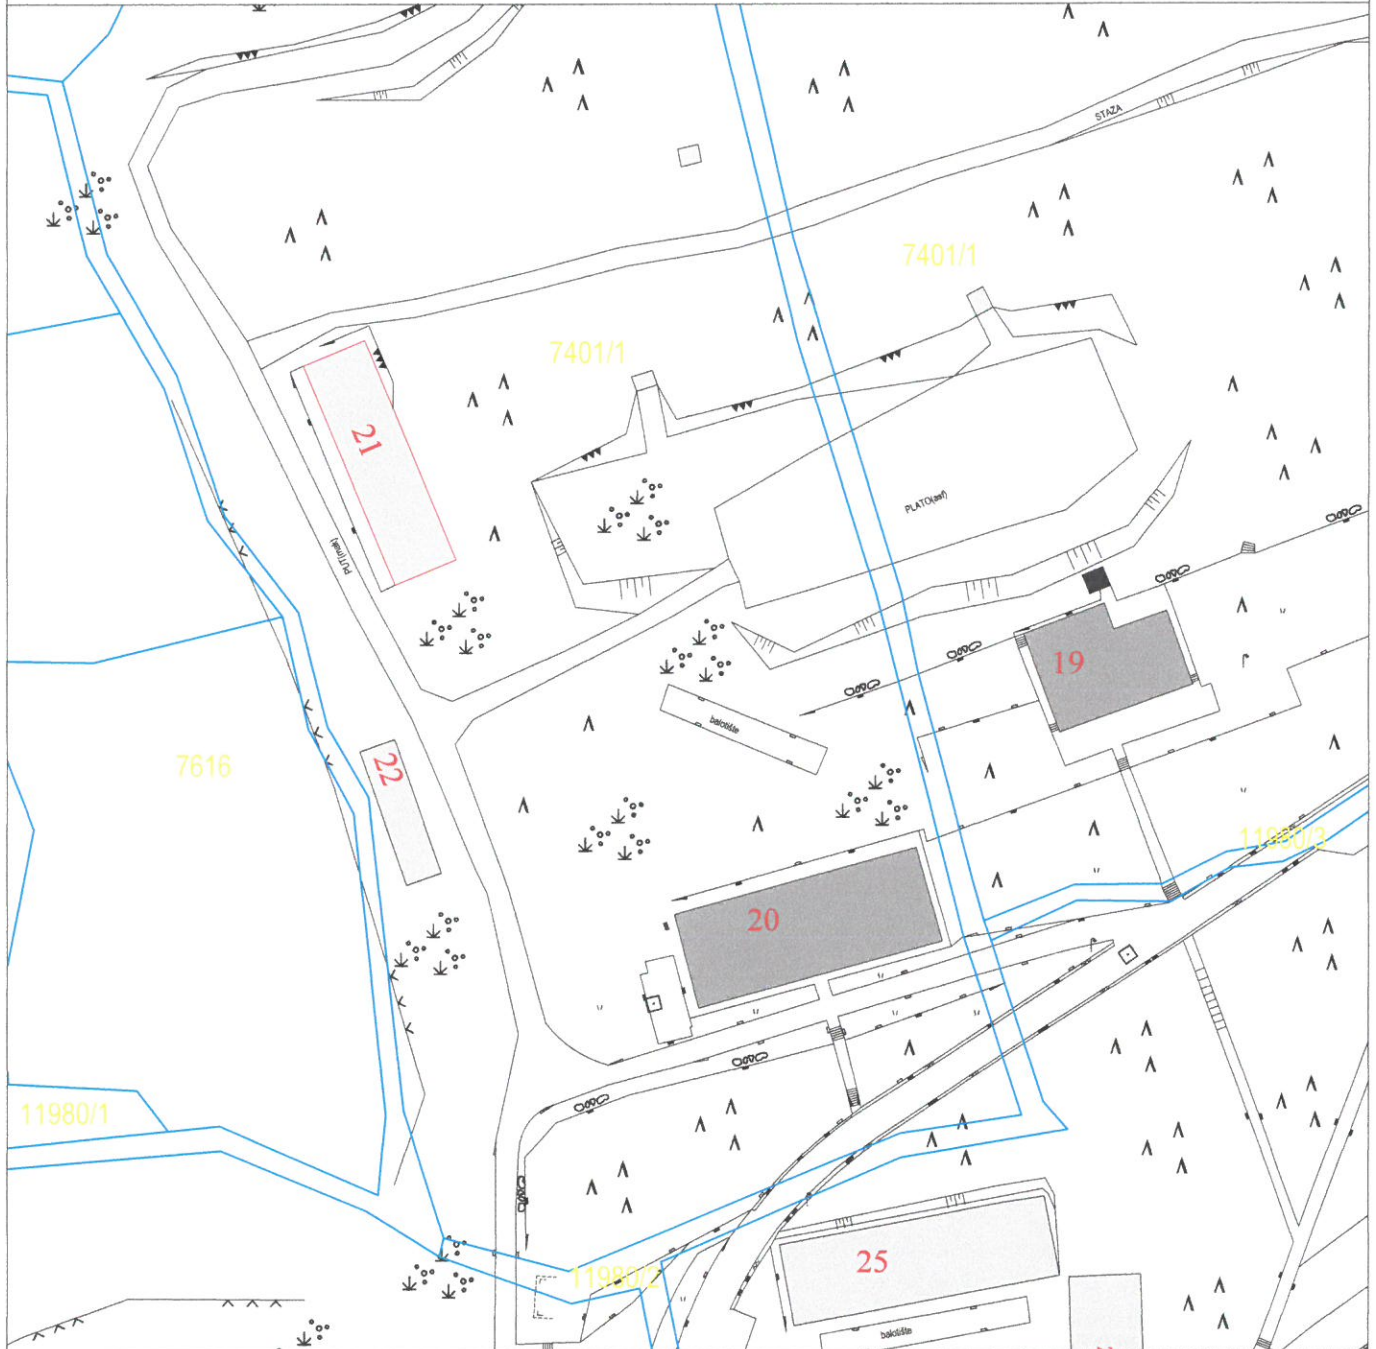 STAZA
7401/1
7401/1
21
PLATO(asf)
PUT(mak)
19
balotište
7616
22
11980/3
20
11980/1
25
11980/2
balotište